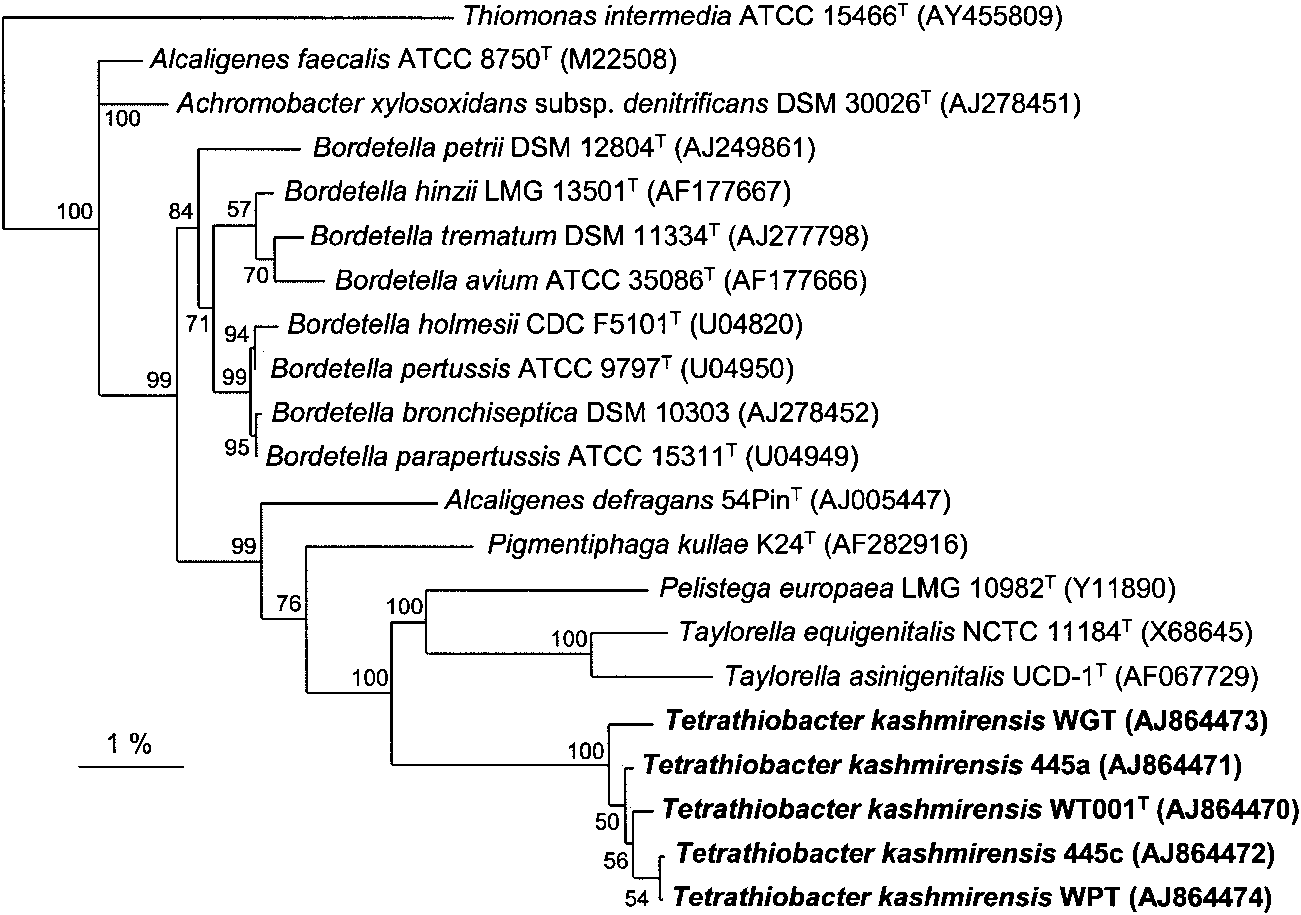 Thiomonas intermedia ATCC 15466ᵀ (AY455809)
Alcaligenes faecalis ATCC 8750ᵀ (M22508)
Achromobacter xylosoxidans subsp. denitrificans DSM 30026ᵀ (AJ278451)
100
Bordetella petrii DSM 12804ᵀ (AJ249861)
Bordetella hinzii LMG 13501ᵀ (AF177667)
100
84
57
Bordetella trematum DSM 11334ᵀ (AJ277798)
70
Bordetella avium ATCC 35086ᵀ (AF177666)
71
94
Bordetella holmesii CDC F5101ᵀ (U04820)
99
99
Bordetella pertussis ATCC 9797ᵀ (U04950)
Bordetella bronchiseptica DSM 10303 (AJ278452)
95
Bordetella parapertussis ATCC 15311ᵀ (U04949)
Alcaligenes defragans 54Pinᵀ (AJ005447)
99
Pigmentiphaga kullae K24ᵀ (AF282916)
76
100
Pelistega europaea LMG 10982ᵀ (Y11890)
100
Taylorella equigenitalis NCTC 11184ᵀ (X68645)
100
Taylorella asinigenitalis UCD-1ᵀ (AF067729)
Tetrathiobacter kashmirensis WGT (AJ864473)
1 %
100
Tetrathiobacter kashmirensis 445a (AJ864471)
50
Tetrathiobacter kashmirensis WT001ᵀ (AJ864470)
56
Tetrathiobacter kashmirensis 445c (AJ864472)
54
Tetrathiobacter kashmirensis WPT (AJ864474)